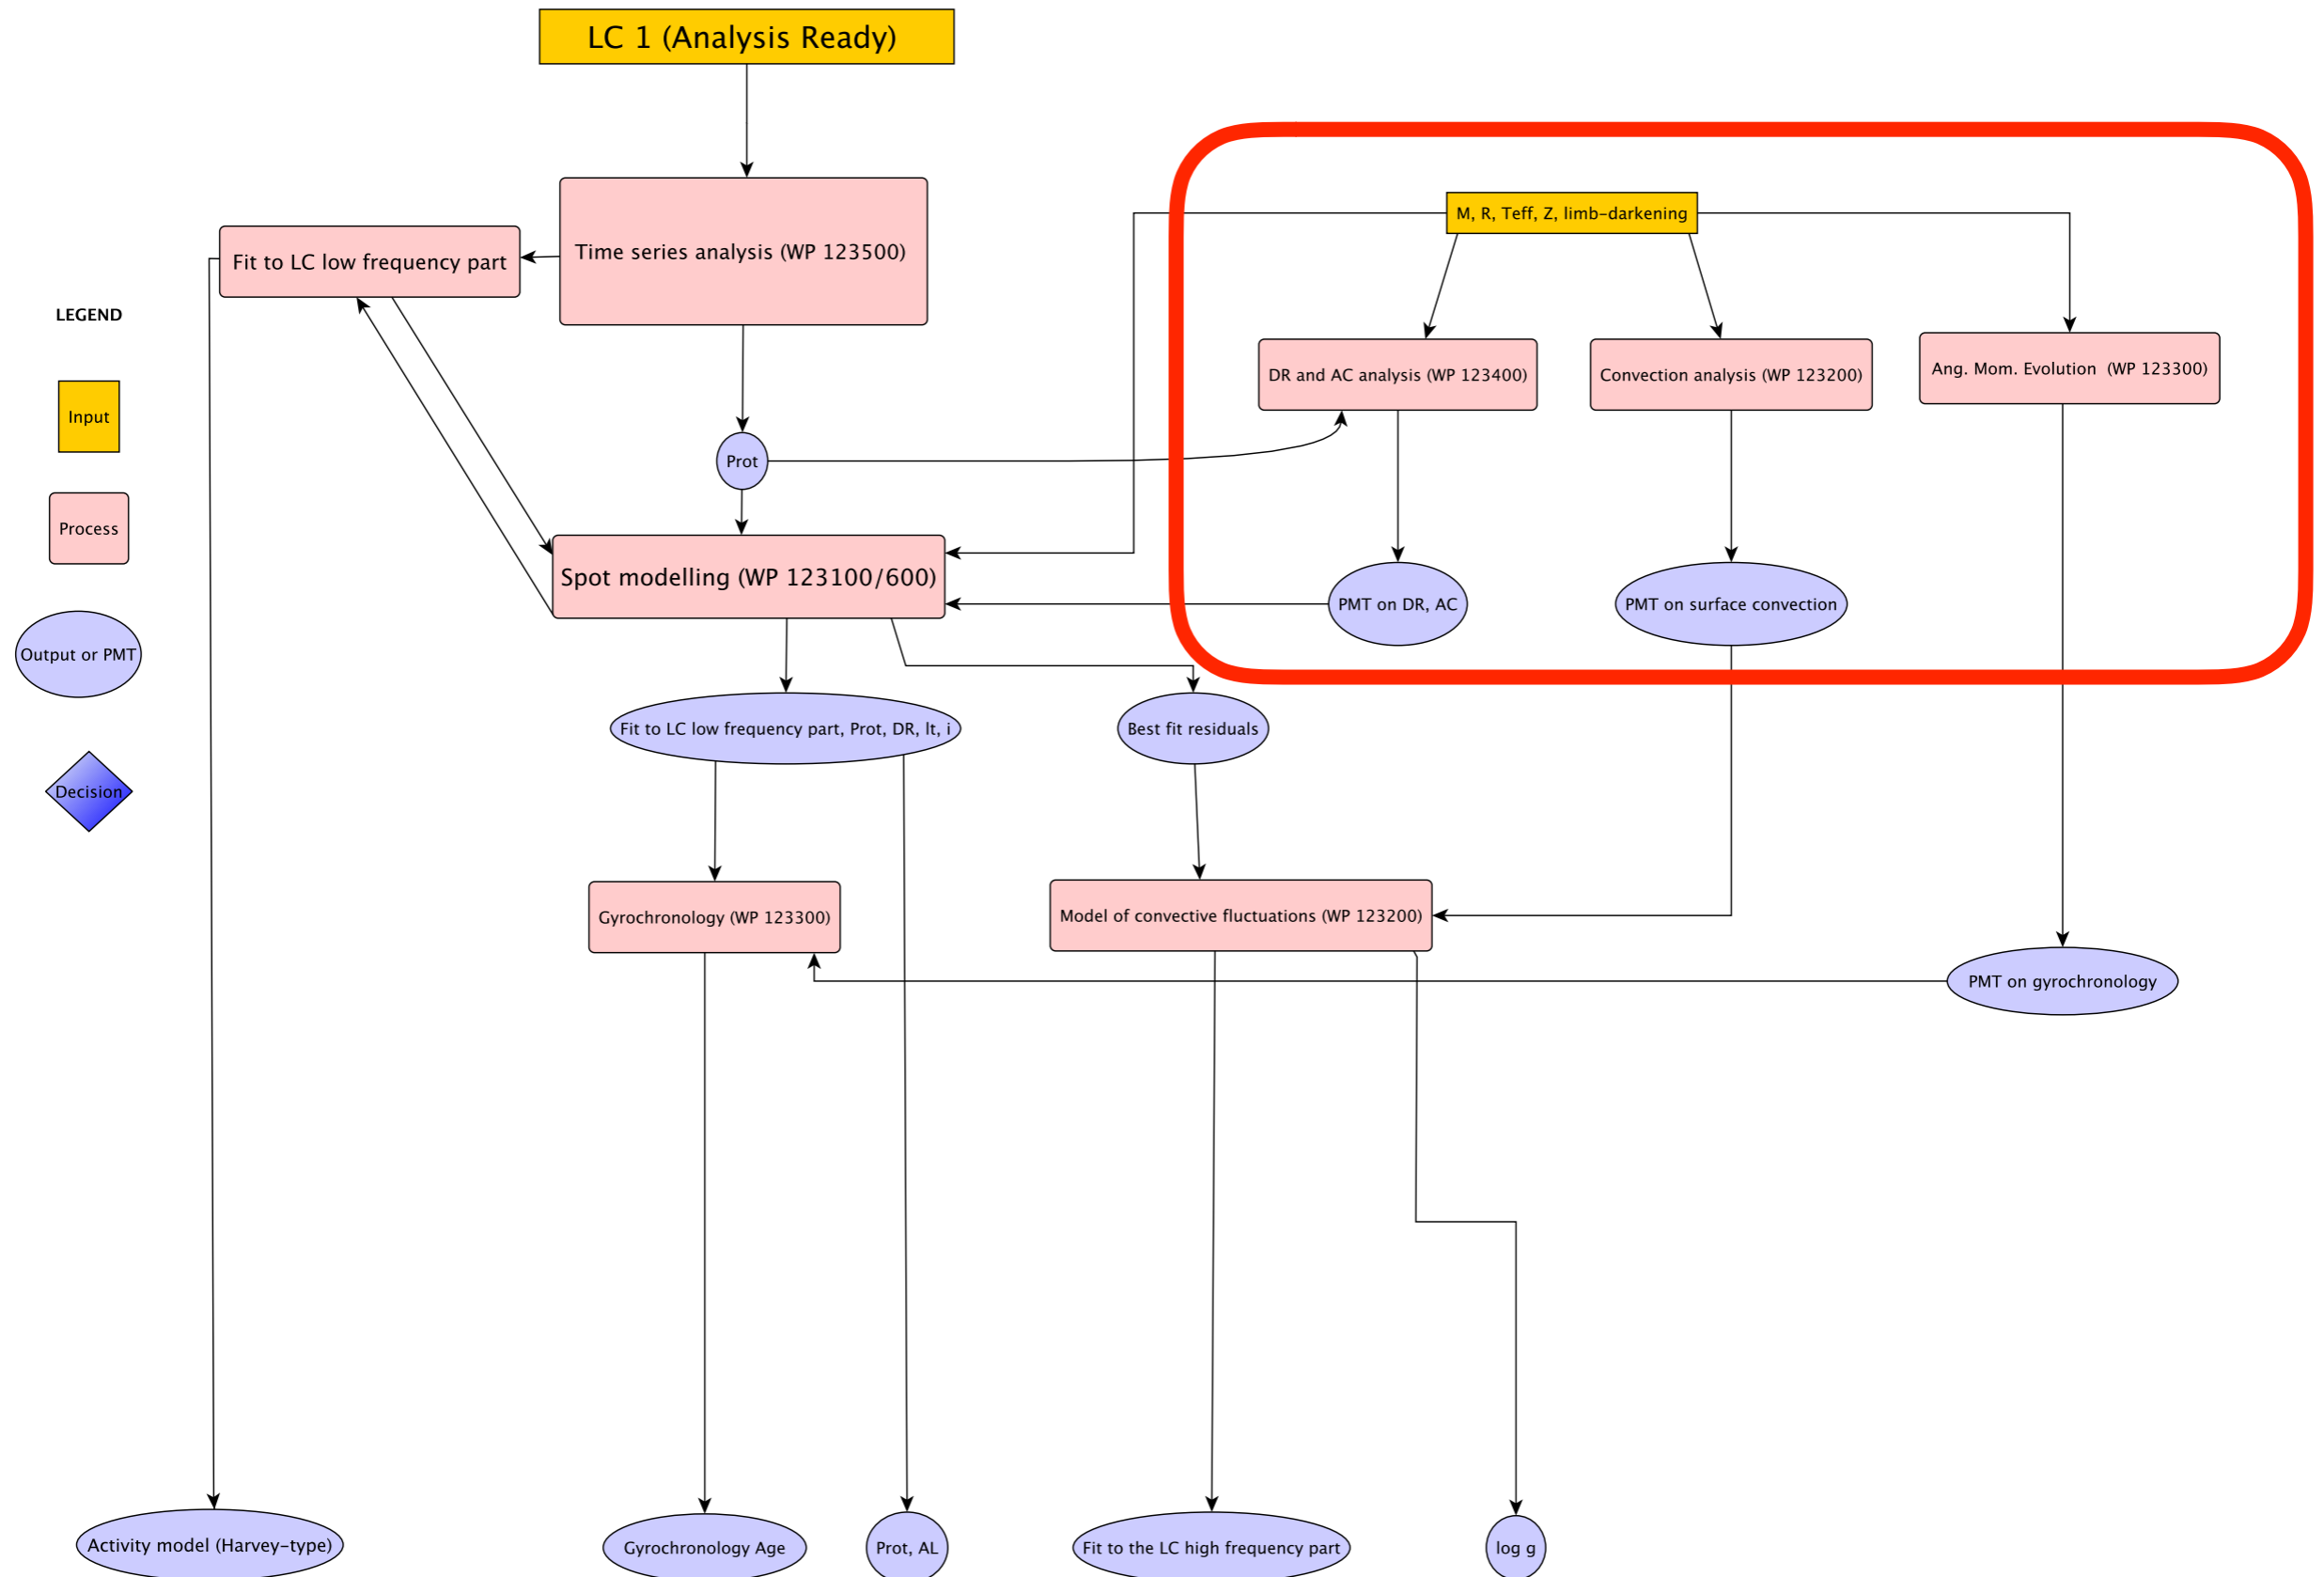 LC 1 (Analysis Ready)
M, R, Teff, Z, limb-darkening
Time series analysis (WP 123500)
Fit to LC low frequency part
LEGEND
DR and AC analysis (WP 123400)
Convection analysis (WP 123200)
Ang. Mom. Evolution (WP 123300)
Input
Prot
Process
Spot modelling (WP 123100/600)
PMT on DR, AC
PMT on surface convection
Output or PMT
Fit to LC low frequency part, Prot, DR, lt, i
Best fit residuals
Decision
Gyrochronology (WP 123300)
Model of convective fluctuations (WP 123200)
PMT on gyrochronology
Activity model (Harvey-type)
Gyrochronology Age
Prot, AL
Fit to the LC high frequency part
log g